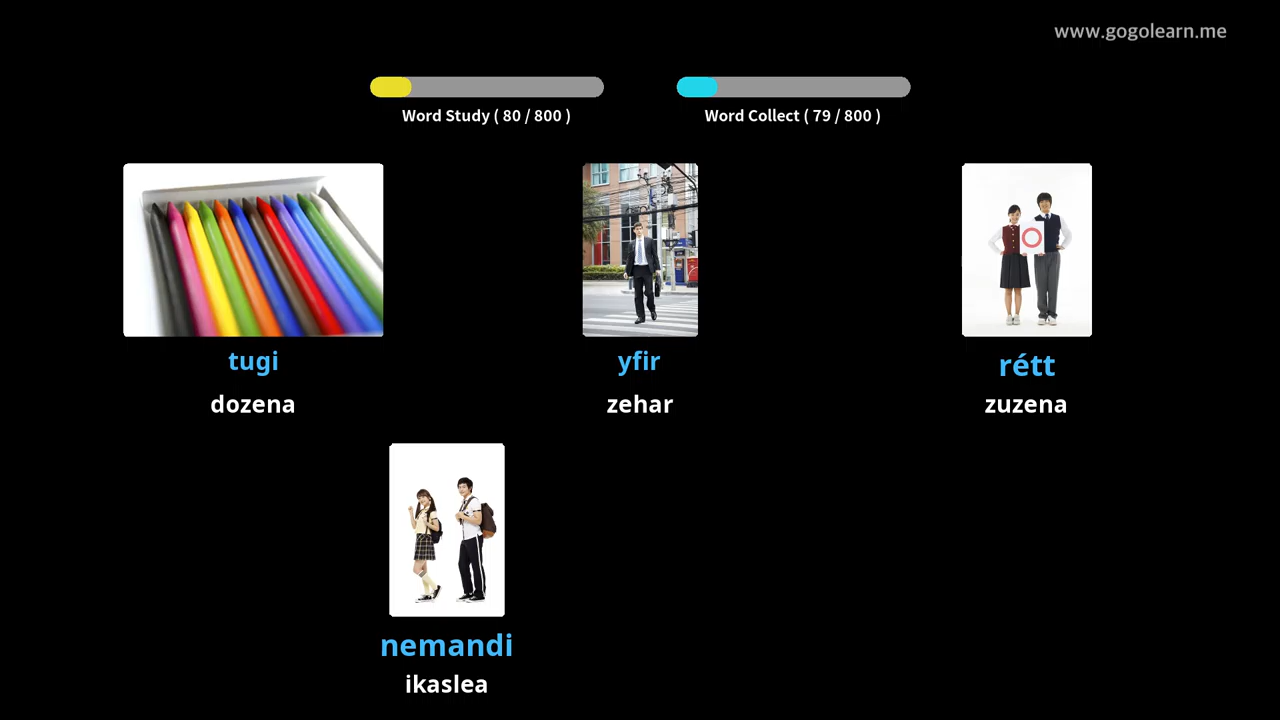 www.gogolearn.me
Word Study ( 80 / 800 )
Word Collect ( 79 / 800 )
tugi
dozena
yfir
zehar
rétt
zuzena
nemandi
ikaslea